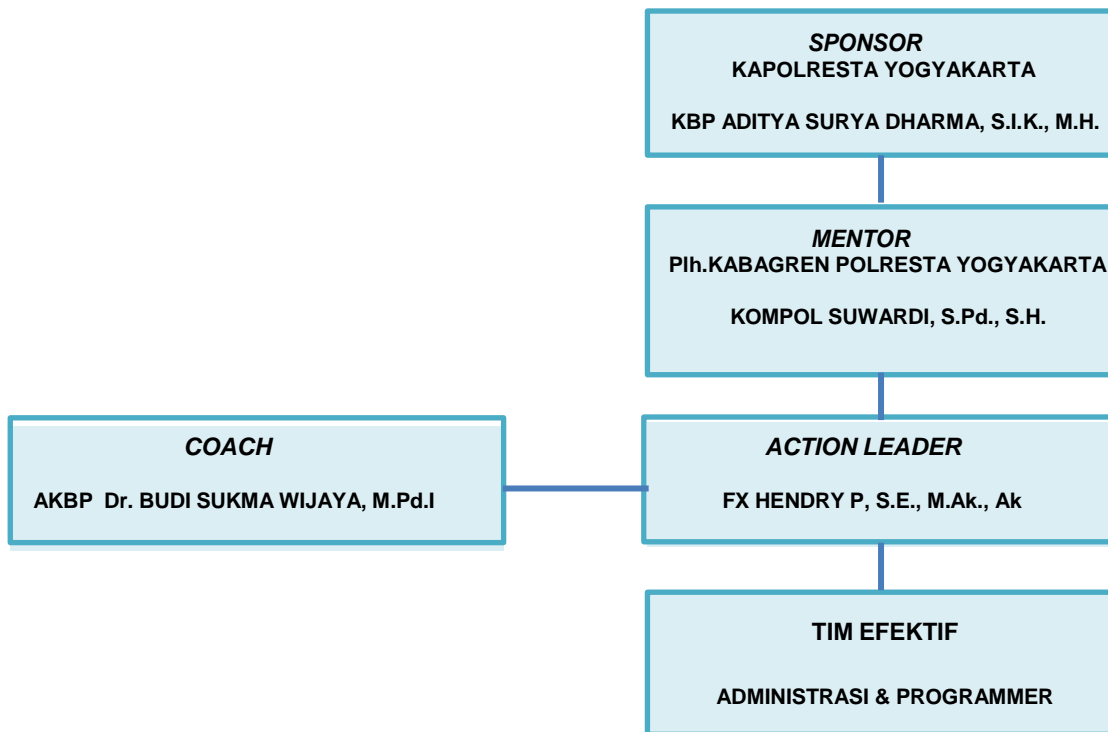 SPONSOR
KAPOLRESTA YOGYAKARTA
KBP ADITYA SURYA DHARMA, S.I.K., M.H.
MENTOR
Plh.KABAGREN POLRESTA YOGYAKARTA
KOMPOL SUWARDI, S.Pd., S.H.
COACH
AKBP  Dr. BUDI SUKMA WIJAYA, M.Pd.I
ACTION LEADER
FX HENDRY P, S.E., M.Ak., Ak
TIM EFEKTIF
ADMINISTRASI & PROGRAMMER